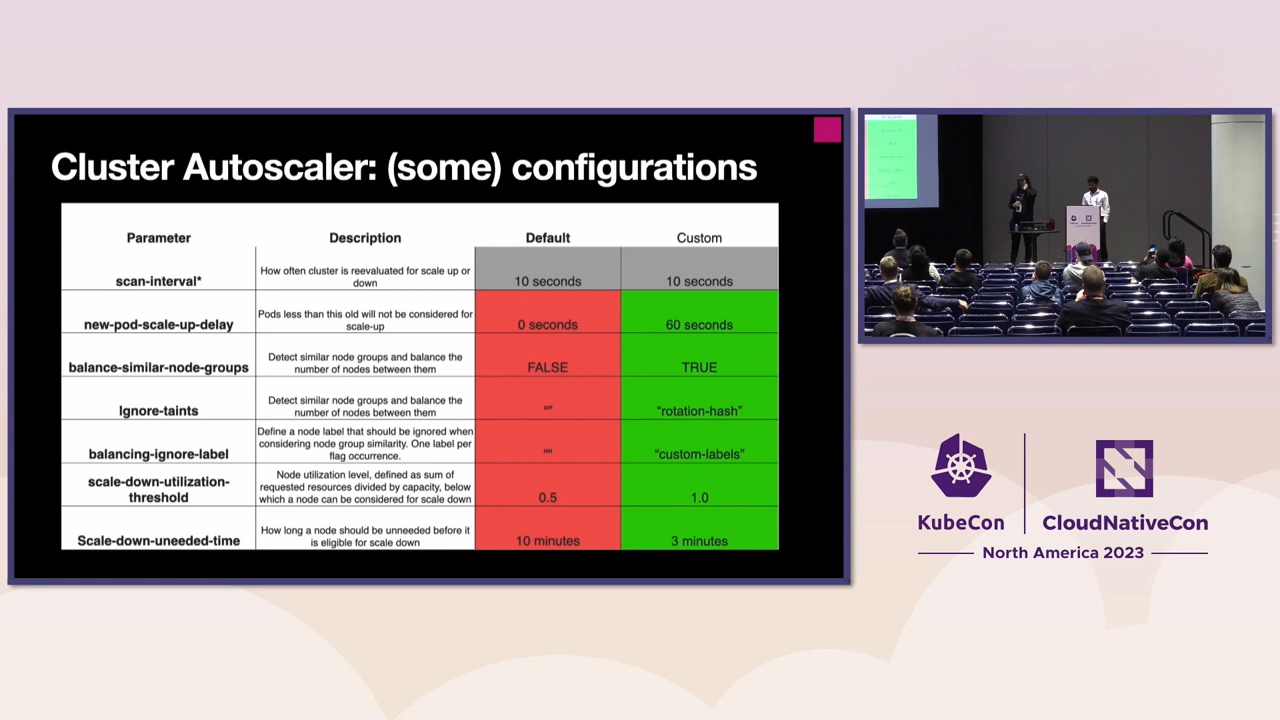 Cluster Autoscaler: (some) configurations
Parameter Description Default Custom
scan-interval* How often cluster is reevaluated for scale up or down 10 seconds 10 seconds
new-pod-scale-up-delay Pods less than this old will not be considered for scale-up 0 seconds 60 seconds
balance-similar-node-groups Detect similar node groups and balance the number of nodes between them FALSE TRUE
Ignore-taints Detect similar node groups and balance the number of nodes between them “” “rotation-hash”
balancing-ignore-label Define a node label that should be ignored when considering node group similarity. One label per flag occurrence. “” “custom-labels”
scale-down-utilization-threshold Node utilization level, defined as sum of requested resources divided by capacity, below which a node can be considered for scale down 0.5 1.0
Scale-down-uneeded-time How long a node should be unneeded before it is eligible for scale down 10 minutes 3 minutes
KubeCon
CloudNativeCon
North America 2023